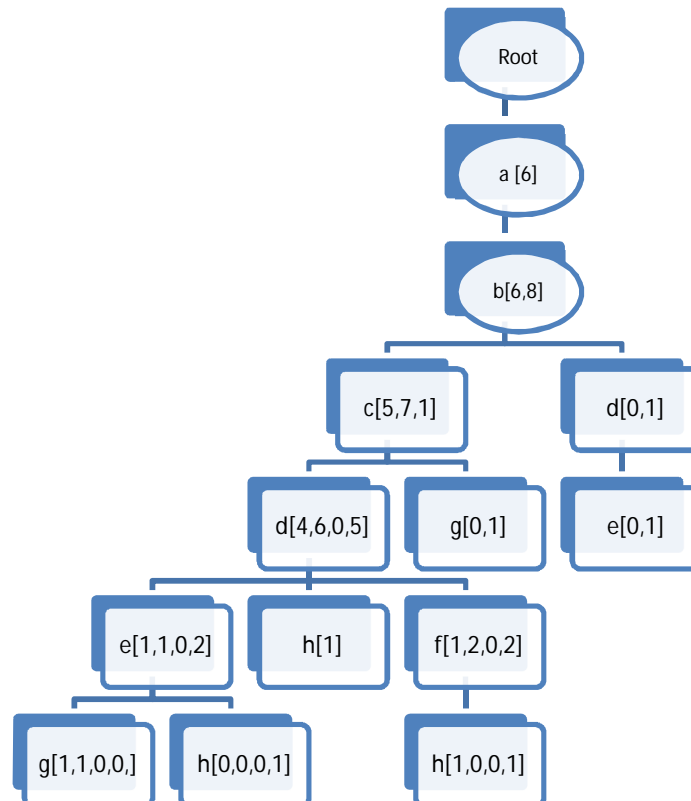 Root
a [6]
b[6,8]
c[5,7,1]
d[0,1]
d[4,6,0,5]
g[0,1]
e[0,1]
e[1,1,0,2]
h[1]
f[1,2,0,2]
g[1,1,0,0,]
h[0,0,0,1]
h[1,0,0,1]